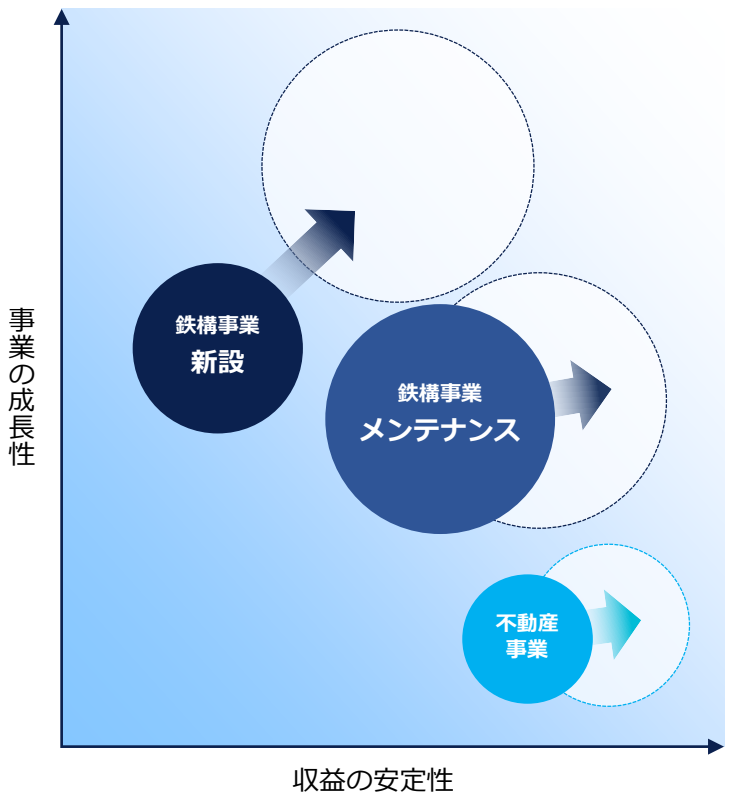 事業の成長性
鉄構事業
新設
鉄構事業
メンテナンス
不動産
事業
収益の安定性